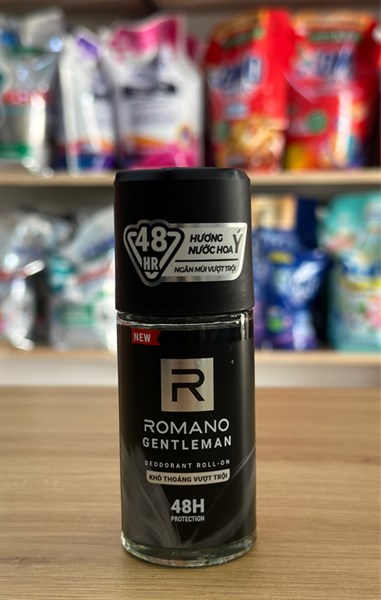 48
HR
HƯƠNG
NƯỚC HOA Ý
NGĂN MÙI VƯỢT TRỘI
NEW
R
ROMANO
GENTLEMAN
DEODORANT ROLL-ON
KHÔ THOÁNG VƯỢT TRỘI
48H
PROTECTION